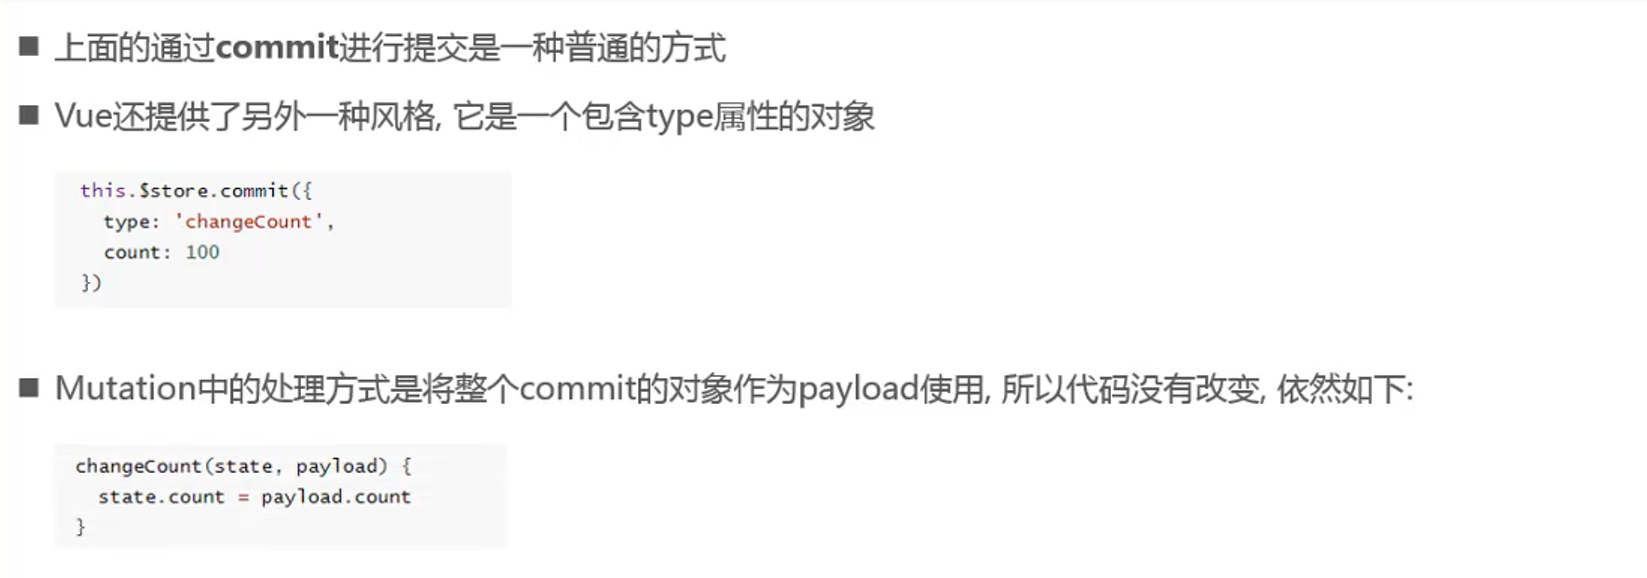 ■ 上面的通过commit进行提交是一种普通的方式
■ Vue还提供了另外一种风格, 它是一个包含type属性的对象
this.$store.commit({
  type: 'changeCount',
  count: 100
})
■ Mutation中的处理方式是将整个commit的对象作为payload使用, 所以代码没有改变, 依然如下:
changeCount(state, payload) {
  state.count = payload.count
}